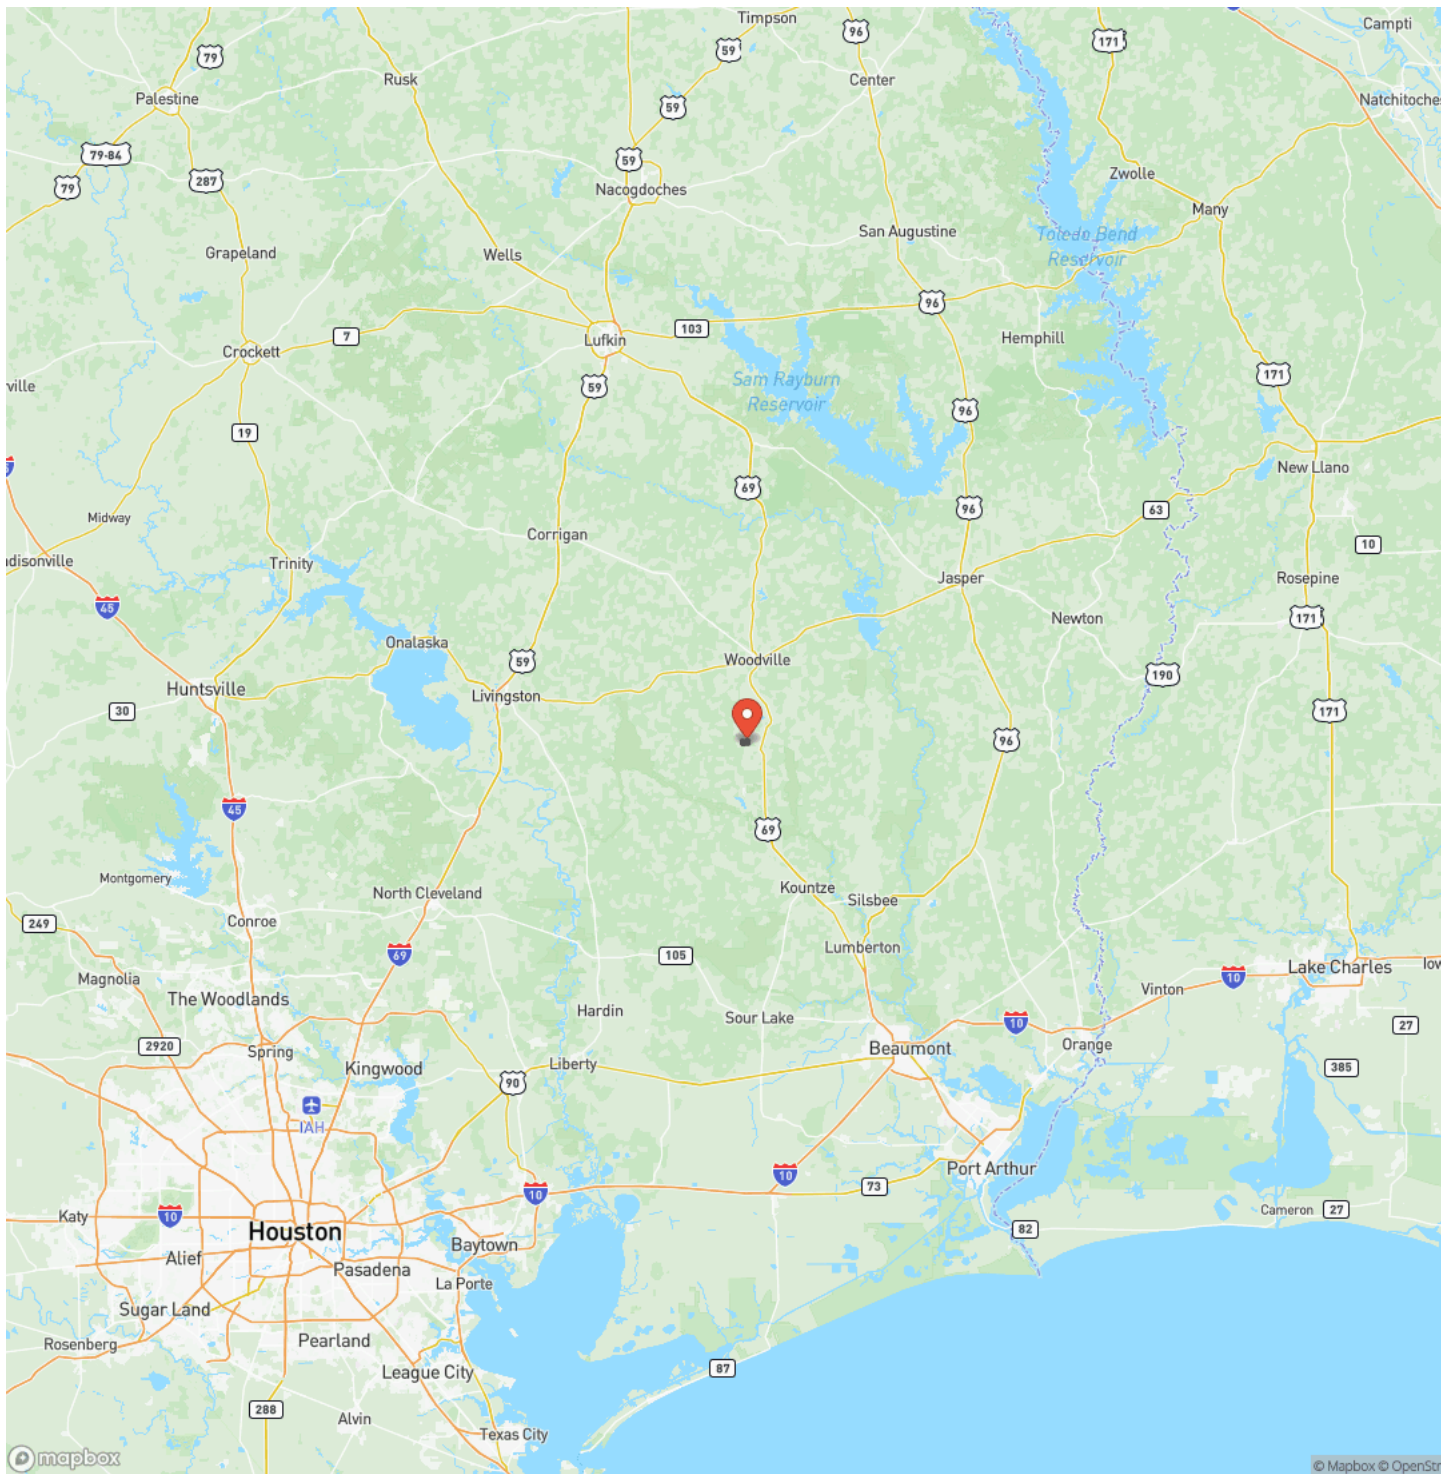 Timpson
Campti
96
171
59
79
Rusk
Center
Palestine
59
Natchitoches
79-84
59
79
287
Nacogdoches
Zwolle
Many
San Augustine
Toledo Bend
Reservoir
Grapeland
Wells
96
103
7
Lufkin
Hemphill
Crockett
Sam Rayburn
Reservoir
171
59
ville
96
19
New Llano
69
96
63
Midway
Corrigan
10
adisonville
Trinity
Jasper
Rosepine
45
Newton
171
Onalaska
Woodville
59
190
Huntsville
Livingston
30
171
96
45
69
Montgomery
North Cleveland
Kountze
Silsbee
249
Conroe
Lumberton
69
105
Lake Charles
Iow
Magnolia
10
Vinton
The Woodlands
Hardin
Sour Lake
10
27
2920
Spring
Beaumont
Orange
Kingwood
Liberty
385
90
IAH
Port Arthur
10
73
10
Katy
10
Cameron
27
Houston
82
Baytown
Alief
Pasadena
La Porte
Sugar Land
Rosenberg
Pearland
87
League City
288
Alvin
Texas City
mapbox
© Mapbox © OpenStr